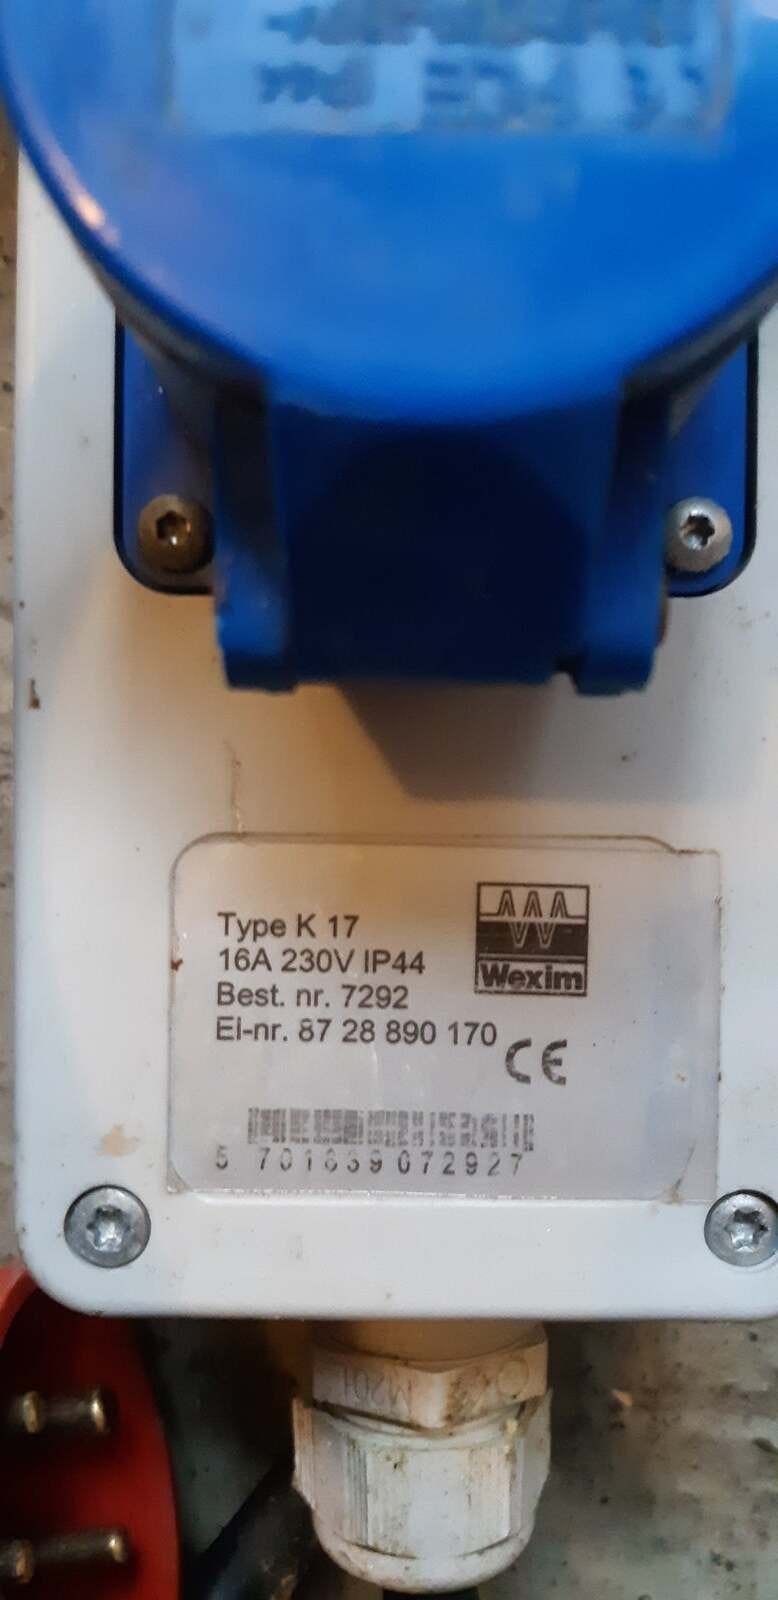 Type K 17
16A 230V IP44
Best. nr. 7292
El-nr. 87 28 890 170
Wexim
CE
5 701839 072927
M20